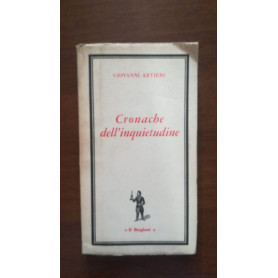 GIOVANNI ARTIERI
Cronache
dell'inquietudine
« Il Borghese »